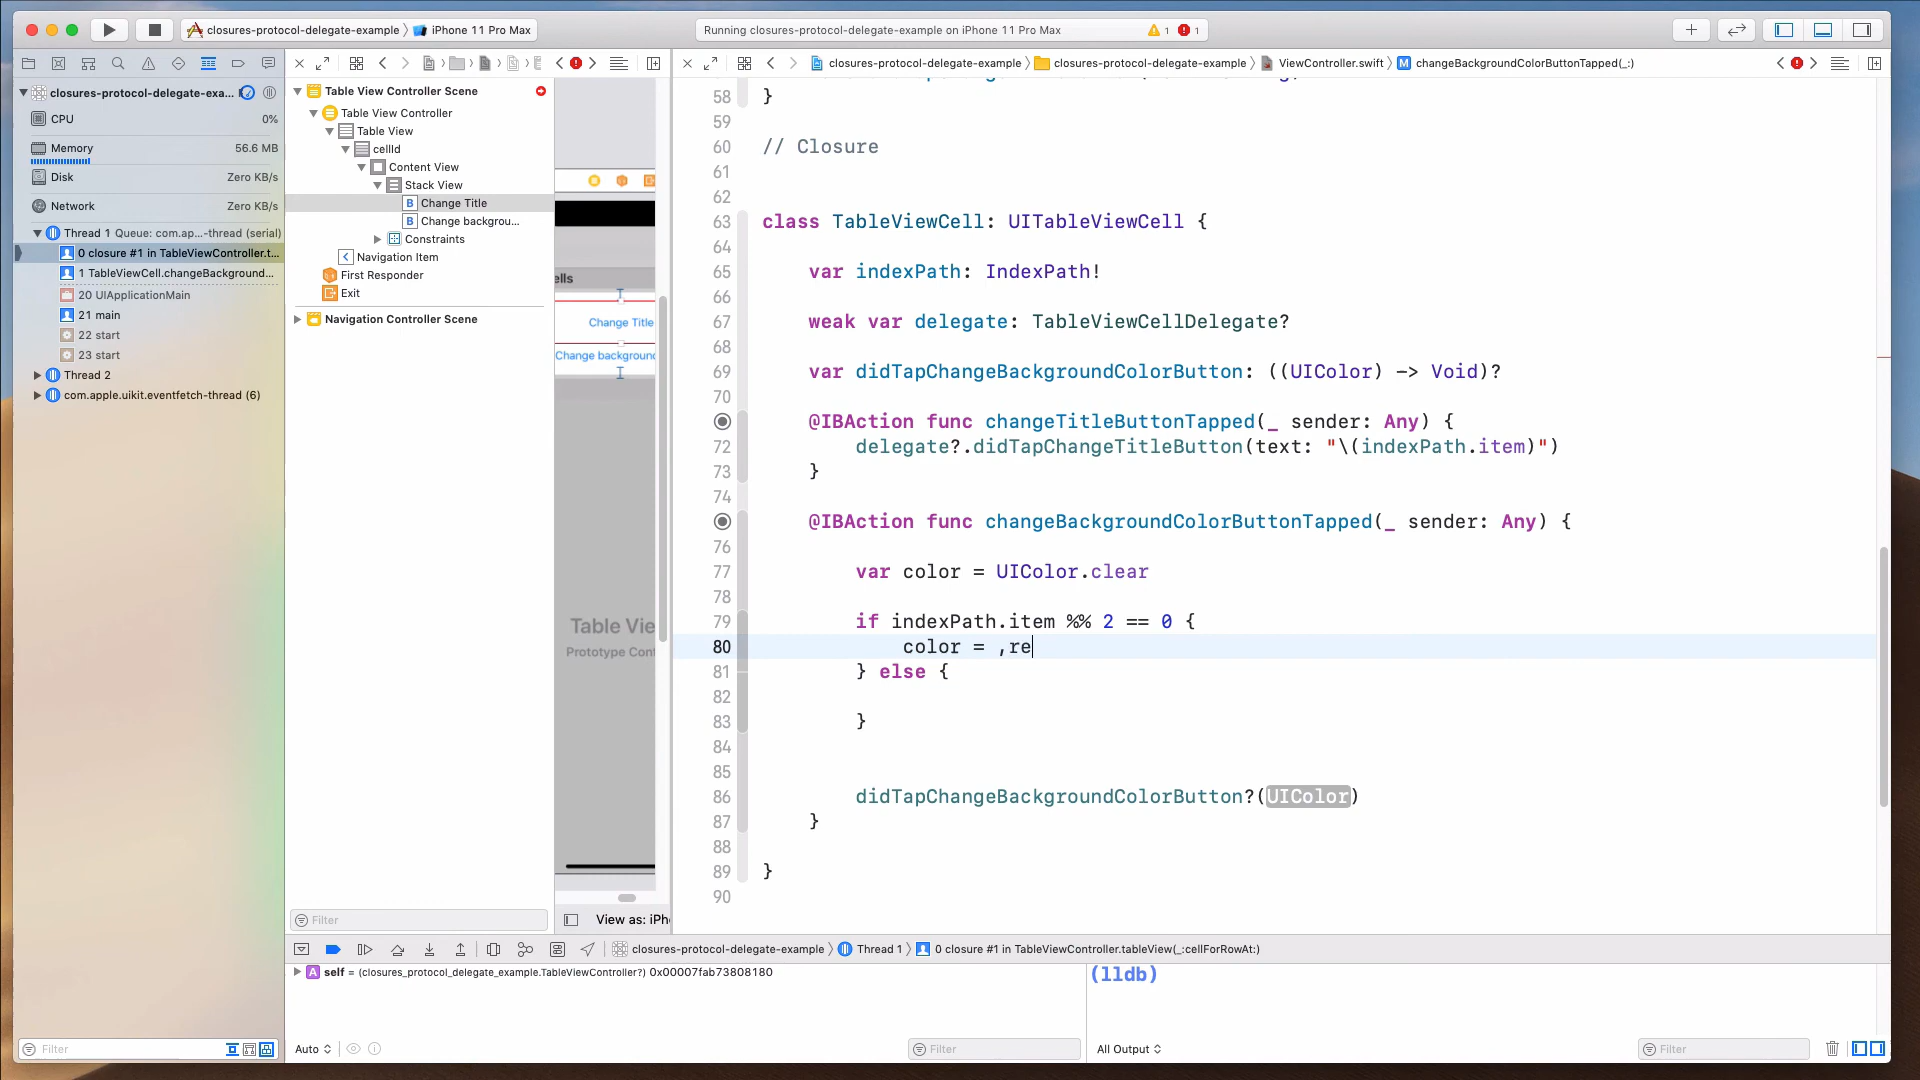 closures-protocol-delegate-example 〉 iPhone 11 Pro Max
Running closures-protocol-delegate-example on iPhone 11 Pro Max
1
1
closures-protocol-delegate-exa...
CPU 0%
Memory 56.6 MB
Disk Zero KB/s
Network Zero KB/s
Thread 1 Queue: com.ap...-thread (serial)
0 closure #1 in TableViewController.t...
1 TableViewCell.changeBackground...
20 UIApplicationMain
21 main
22 start
23 start
Thread 2
com.apple.uikit.eventfetch-thread (6)
Filter
Table View Controller Scene
Table View Controller
Table View
cellId
Content View
Stack View
B Change Title
B Change backgrou...
Constraints
Navigation Item
First Responder
Exit
Navigation Controller Scene
Filter
ells
Change Title
Change background
Table Vie
Prototype Cont
View as: iPh
closures-protocol-delegate-example 〉 closures-protocol-delegate-example 〉 ViewController.swift 〉 M changeBackgroundColorButtonTapped(_:)
58 }
59
60 // Closure
61
62
63 class TableViewCell: UITableViewCell {
64
65 var indexPath: IndexPath!
66
67 weak var delegate: TableViewCellDelegate?
68
69 var didTapChangeBackgroundColorButton: ((UIColor) -> Void)?
70
@IBAction func changeTitleButtonTapped(_ sender: Any) {
72 delegate?.didTapChangeTitleButton(text: "\(indexPath.item)")
73 }
74
@IBAction func changeBackgroundColorButtonTapped(_ sender: Any) {
76
77 var color = UIColor.clear
78
79 if indexPath.item %% 2 == 0 {
80 color = ,re
81 } else {
82
83 }
84
85
86 didTapChangeBackgroundColorButton?(UIColor)
87 }
88
89 }
90
closures-protocol-delegate-example 〉 Thread 1 〉 0 closure #1 in TableViewController.tableView(_:cellForRowAt:)
A self = (closures_protocol_delegate_example.TableViewController?) 0x00007fab73808180
(lldb)
Auto
Filter
All Output
Filter